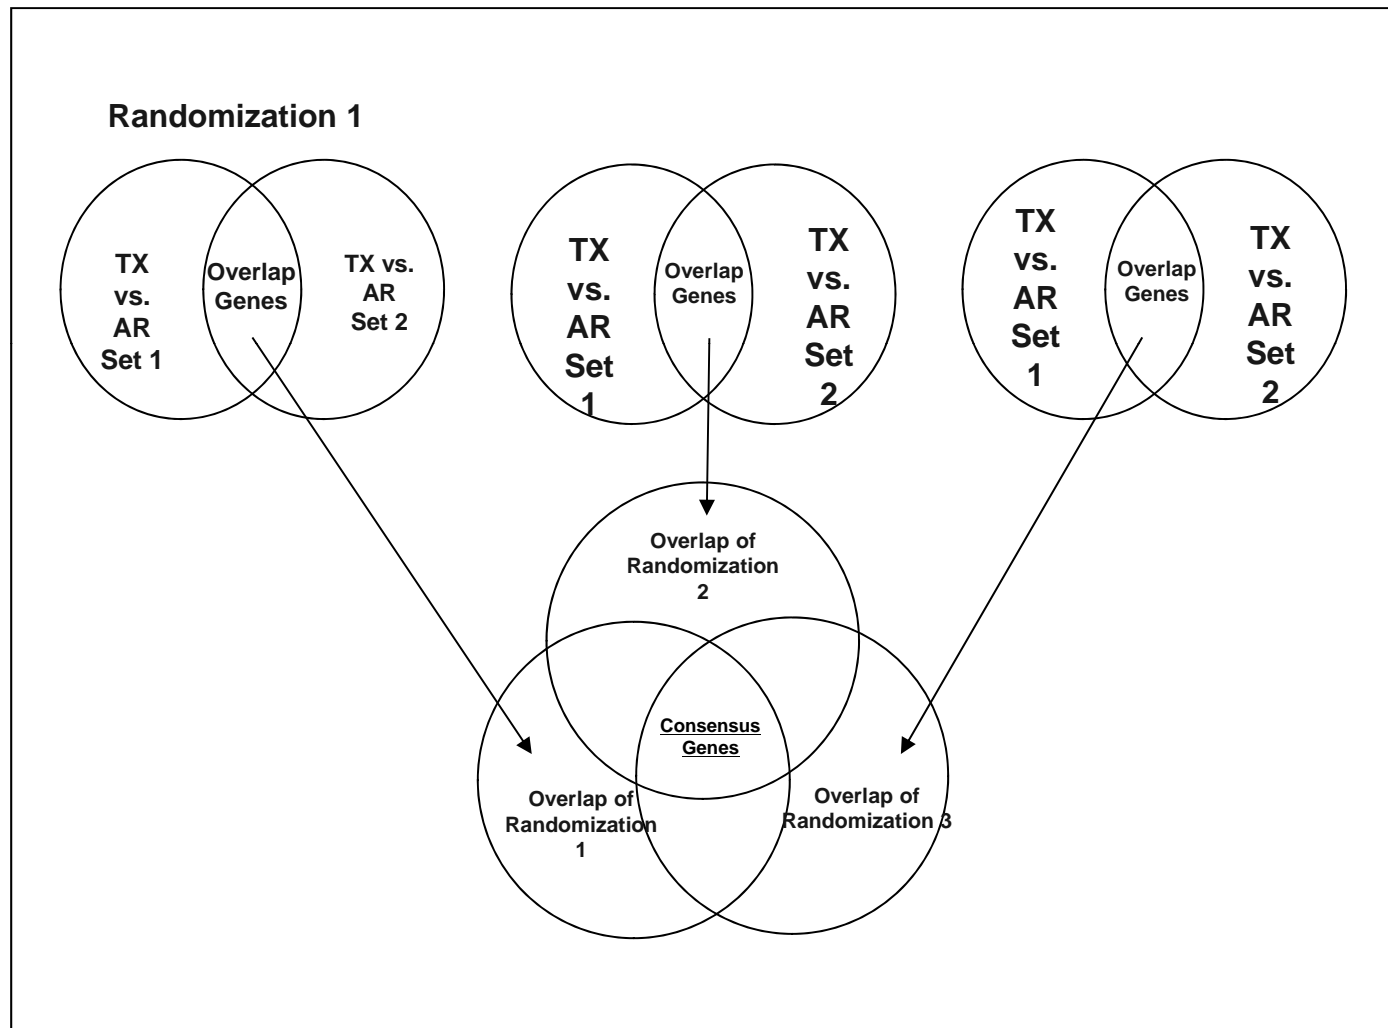 Randomization 1
TX
vs.
AR
Set 1
Overlap
Genes
TX vs.
AR
Set 2
TX
vs.
AR
Set
1
Overlap
Genes
TX
vs.
AR
Set
2
TX
vs.
AR
Set
1
Overlap
Genes
TX
vs.
AR
Set
2
Overlap of
Randomization
2
Consensus
Genes
Overlap of
Randomization
1
Overlap of
Randomization 3